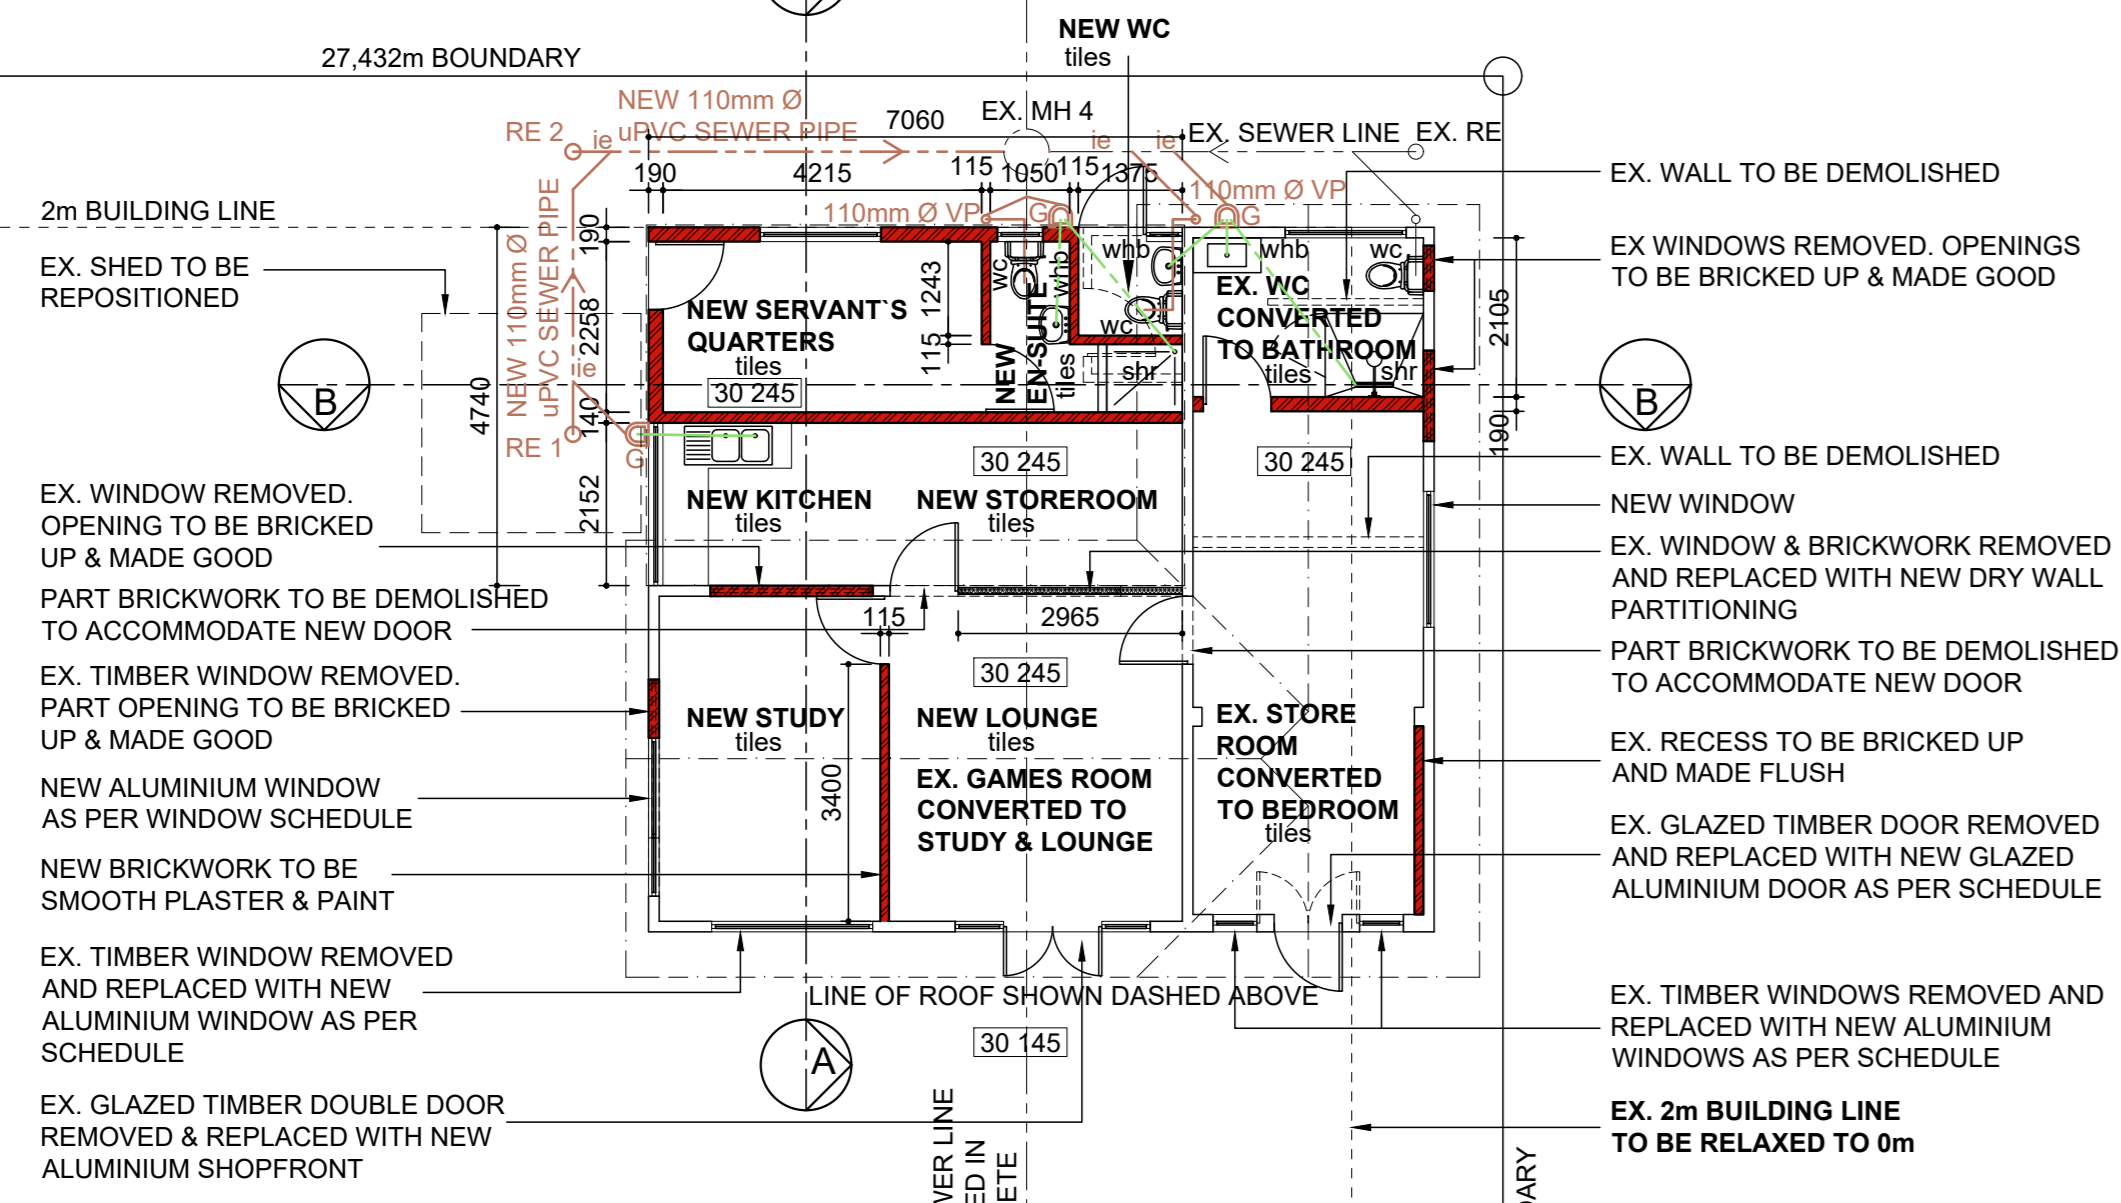 NEW WC
tiles
27,432m BOUNDARY
NEW 110mm Ø
uPVC SEWER PIPE
RE 2
ie
7060
EX. MH 4
ie
ie
EX. SEWER LINE
EX. RE
190
4215
115
1050
115
1375
110mm Ø VP
110mm Ø VP
G
G
2m BUILDING LINE
EX. SHED TO BE
REPOSITIONED
NEW 110mm Ø
uPVC SEWER PIPE
ie
RE 1
G
4740
190
2258
140
2152
B
NEW SERVANT`S
QUARTERS
tiles
30 245
1243
115
wc
whb
NEW
EN-SUITE
tiles
whb
wc
shr
whb
wc
EX. WC
CONVERTED
TO BATHROOM
tiles
shr
2105
190
B
EX. WALL TO BE DEMOLISHED
EX WINDOWS REMOVED. OPENINGS
TO BE BRICKED UP & MADE GOOD
EX. WALL TO BE DEMOLISHED
NEW WINDOW
EX. WINDOW & BRICKWORK REMOVED
AND REPLACED WITH NEW DRY WALL
PARTITIONING
PART BRICKWORK TO BE DEMOLISHED
TO ACCOMMODATE NEW DOOR
EX. RECESS TO BE BRICKED UP
AND MADE FLUSH
EX. GLAZED TIMBER DOOR REMOVED
AND REPLACED WITH NEW GLAZED
ALUMINIUM DOOR AS PER SCHEDULE
EX. TIMBER WINDOWS REMOVED AND
REPLACED WITH NEW ALUMINIUM
WINDOWS AS PER SCHEDULE
EX. 2m BUILDING LINE
TO BE RELAXED TO 0m
EX. WINDOW REMOVED.
OPENING TO BE BRICKED
UP & MADE GOOD
PART BRICKWORK TO BE DEMOLISHED
TO ACCOMMODATE NEW DOOR
EX. TIMBER WINDOW REMOVED.
PART OPENING TO BE BRICKED
UP & MADE GOOD
NEW ALUMINIUM WINDOW
AS PER WINDOW SCHEDULE
NEW BRICKWORK TO BE
SMOOTH PLASTER & PAINT
EX. TIMBER WINDOW REMOVED
AND REPLACED WITH NEW
ALUMINIUM WINDOW AS PER
SCHEDULE
EX. GLAZED TIMBER DOUBLE DOOR
REMOVED & REPLACED WITH NEW
ALUMINIUM SHOPFRONT
NEW KITCHEN
tiles
30 245
NEW STOREROOM
tiles
30 245
115
2965
30 245
NEW STUDY
tiles
3400
NEW LOUNGE
tiles
EX. GAMES ROOM
CONVERTED TO
STUDY & LOUNGE
EX. STORE
ROOM
CONVERTED
TO BEDROOM
tiles
LINE OF ROOF SHOWN DASHED ABOVE
30 145
A
WER LINE
ED IN
ETE
DARY